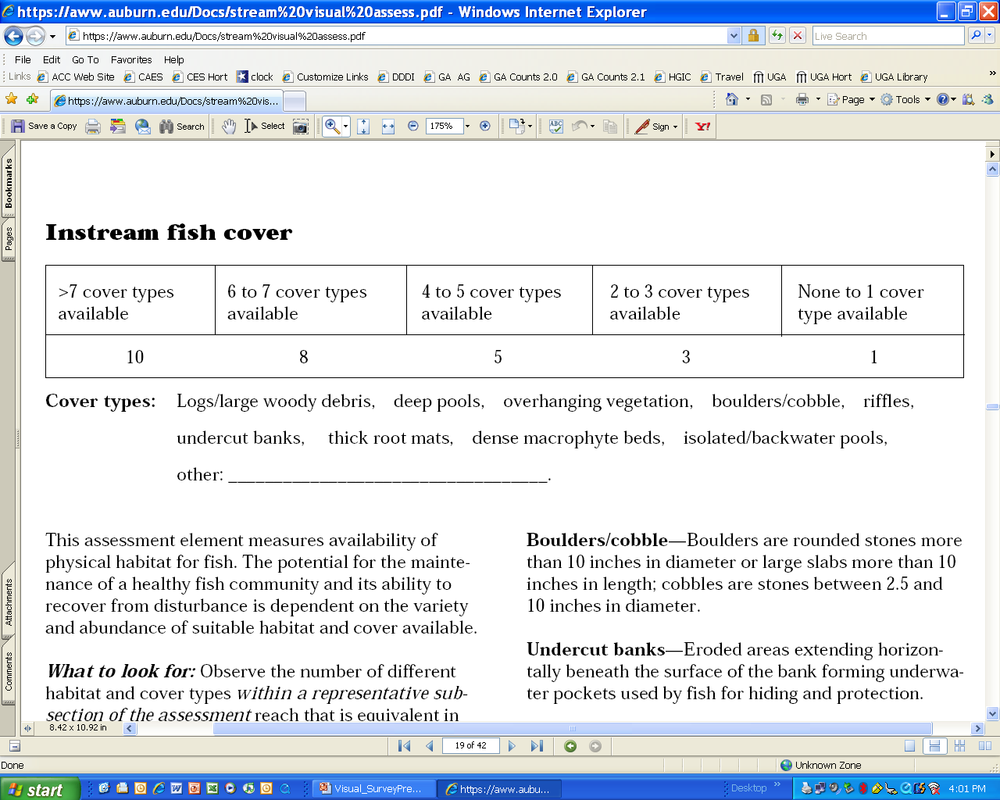 https://aww.auburn.edu/Docs/stream%20visual%20assess.pdf - Windows Internet Explorer
https://aww.auburn.edu/Docs/stream%20visual%20assess.pdf
Live Search
File Edit Go To Favorites Help
Links ACC Web Site CAES CES Hort clock Customize Links DDDI GA AG GA Counts 2.0 GA Counts 2.1 HGIC Travel UGA UGA Hort UGA Library »
https://aww.auburn.edu/Docs/stream%20vis...
Page Tools
Save a Copy Search Select 175% Sign Y!
Bookmarks
Pages
Attachments
Comments
Instream fish cover
>7 cover types available
6 to 7 cover types available
4 to 5 cover types available
2 to 3 cover types available
None to 1 cover type available
10 8 5 3 1
Cover types: Logs/large woody debris, deep pools, overhanging vegetation, boulders/cobble, riffles,
undercut banks, thick root mats, dense macrophyte beds, isolated/backwater pools,
other: ___________________________________.
This assessment element measures availability of
physical habitat for fish. The potential for the mainte-
nance of a healthy fish community and its ability to
recover from disturbance is dependent on the variety
and abundance of suitable habitat and cover available.
What to look for: Observe the number of different
habitat and cover types within a representative sub-
section of the assessment reach that is equivalent in
Boulders/cobble—Boulders are rounded stones more
than 10 inches in diameter or large slabs more than 10
inches in length; cobbles are stones between 2.5 and
10 inches in diameter.
Undercut banks—Eroded areas extending horizon-
tally beneath the surface of the bank forming underwa-
ter pockets used by fish for hiding and protection.
8.42 x 10.92 in
19 of 42
Done
Unknown Zone
start
Visual_SurveyPre...
https://aww.aubu...
Desktop »
4:01 PM